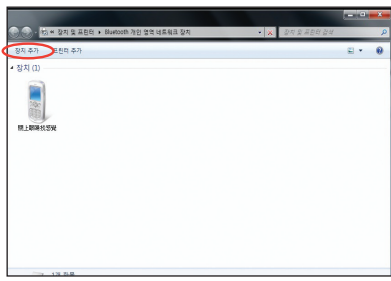 « 장치 및 프린터 ▸ Bluetooth 개인 영역 네트워크 장치
장치 및 프린터 검색
장치 추가 프린터 추가
장치 (1)